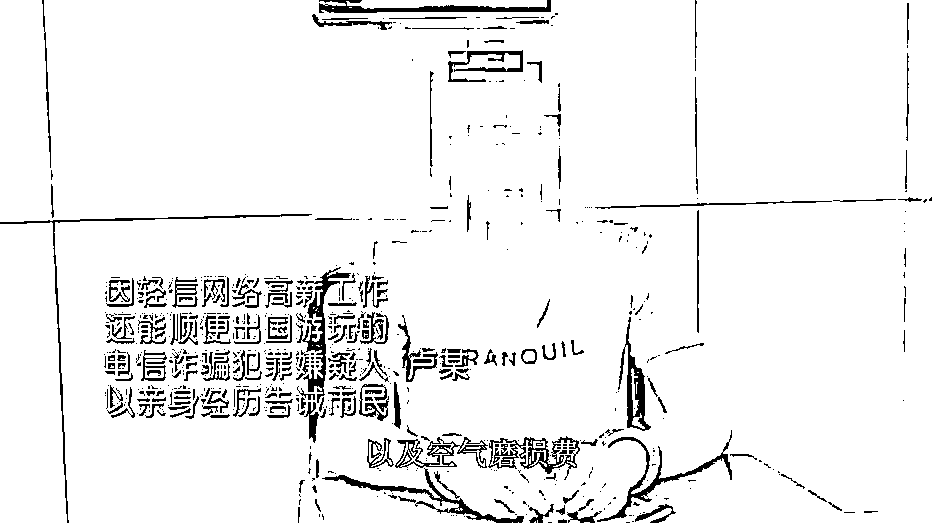 因轻信网络高薪工作
还能顺便出国游玩的
电信诈骗犯罪嫌疑人 卢某
以亲身经历告诫市民
RANQUIL
以及空气磨损费